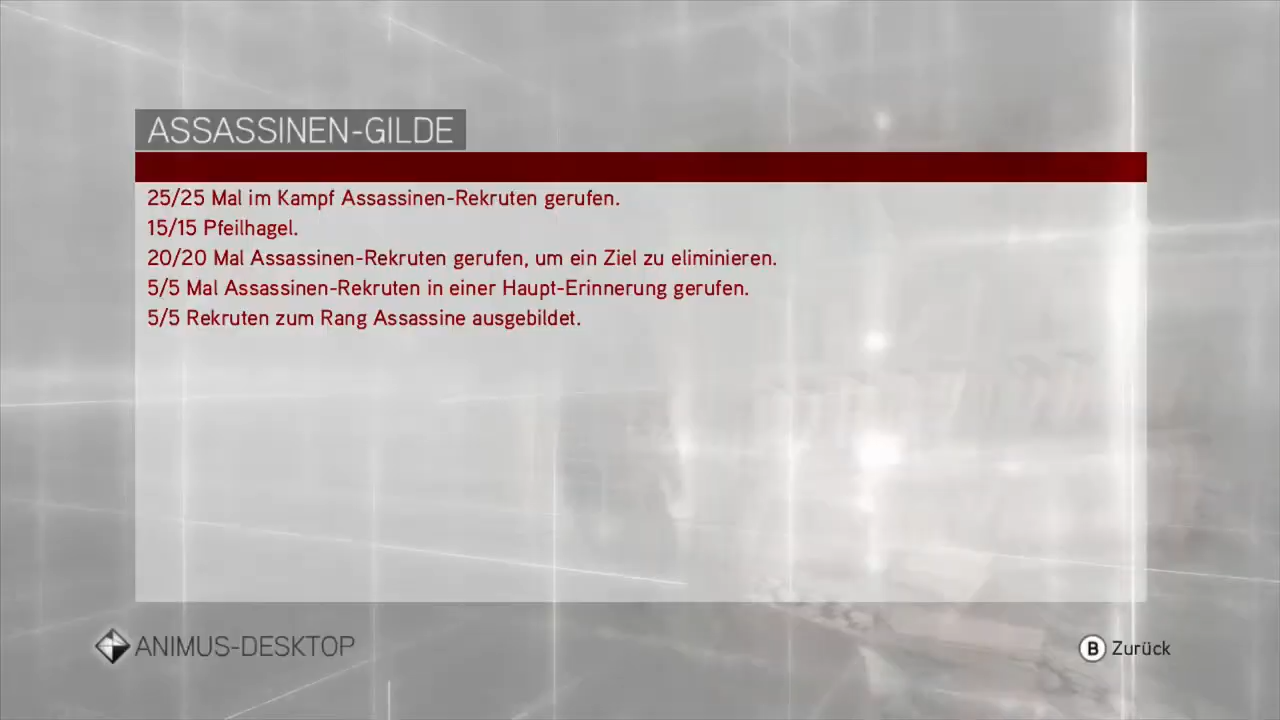 ASSASSINEN-GILDE
25/25 Mal im Kampf Assassinen-Rekruten gerufen.
15/15 Pfeilhagel.
20/20 Mal Assassinen-Rekruten gerufen, um ein Ziel zu eliminieren.
5/5 Mal Assassinen-Rekruten in einer Haupt-Erinnerung gerufen.
5/5 Rekruten zum Rang Assassine ausgebildet.
ANIMUS-DESKTOP
B Zurück